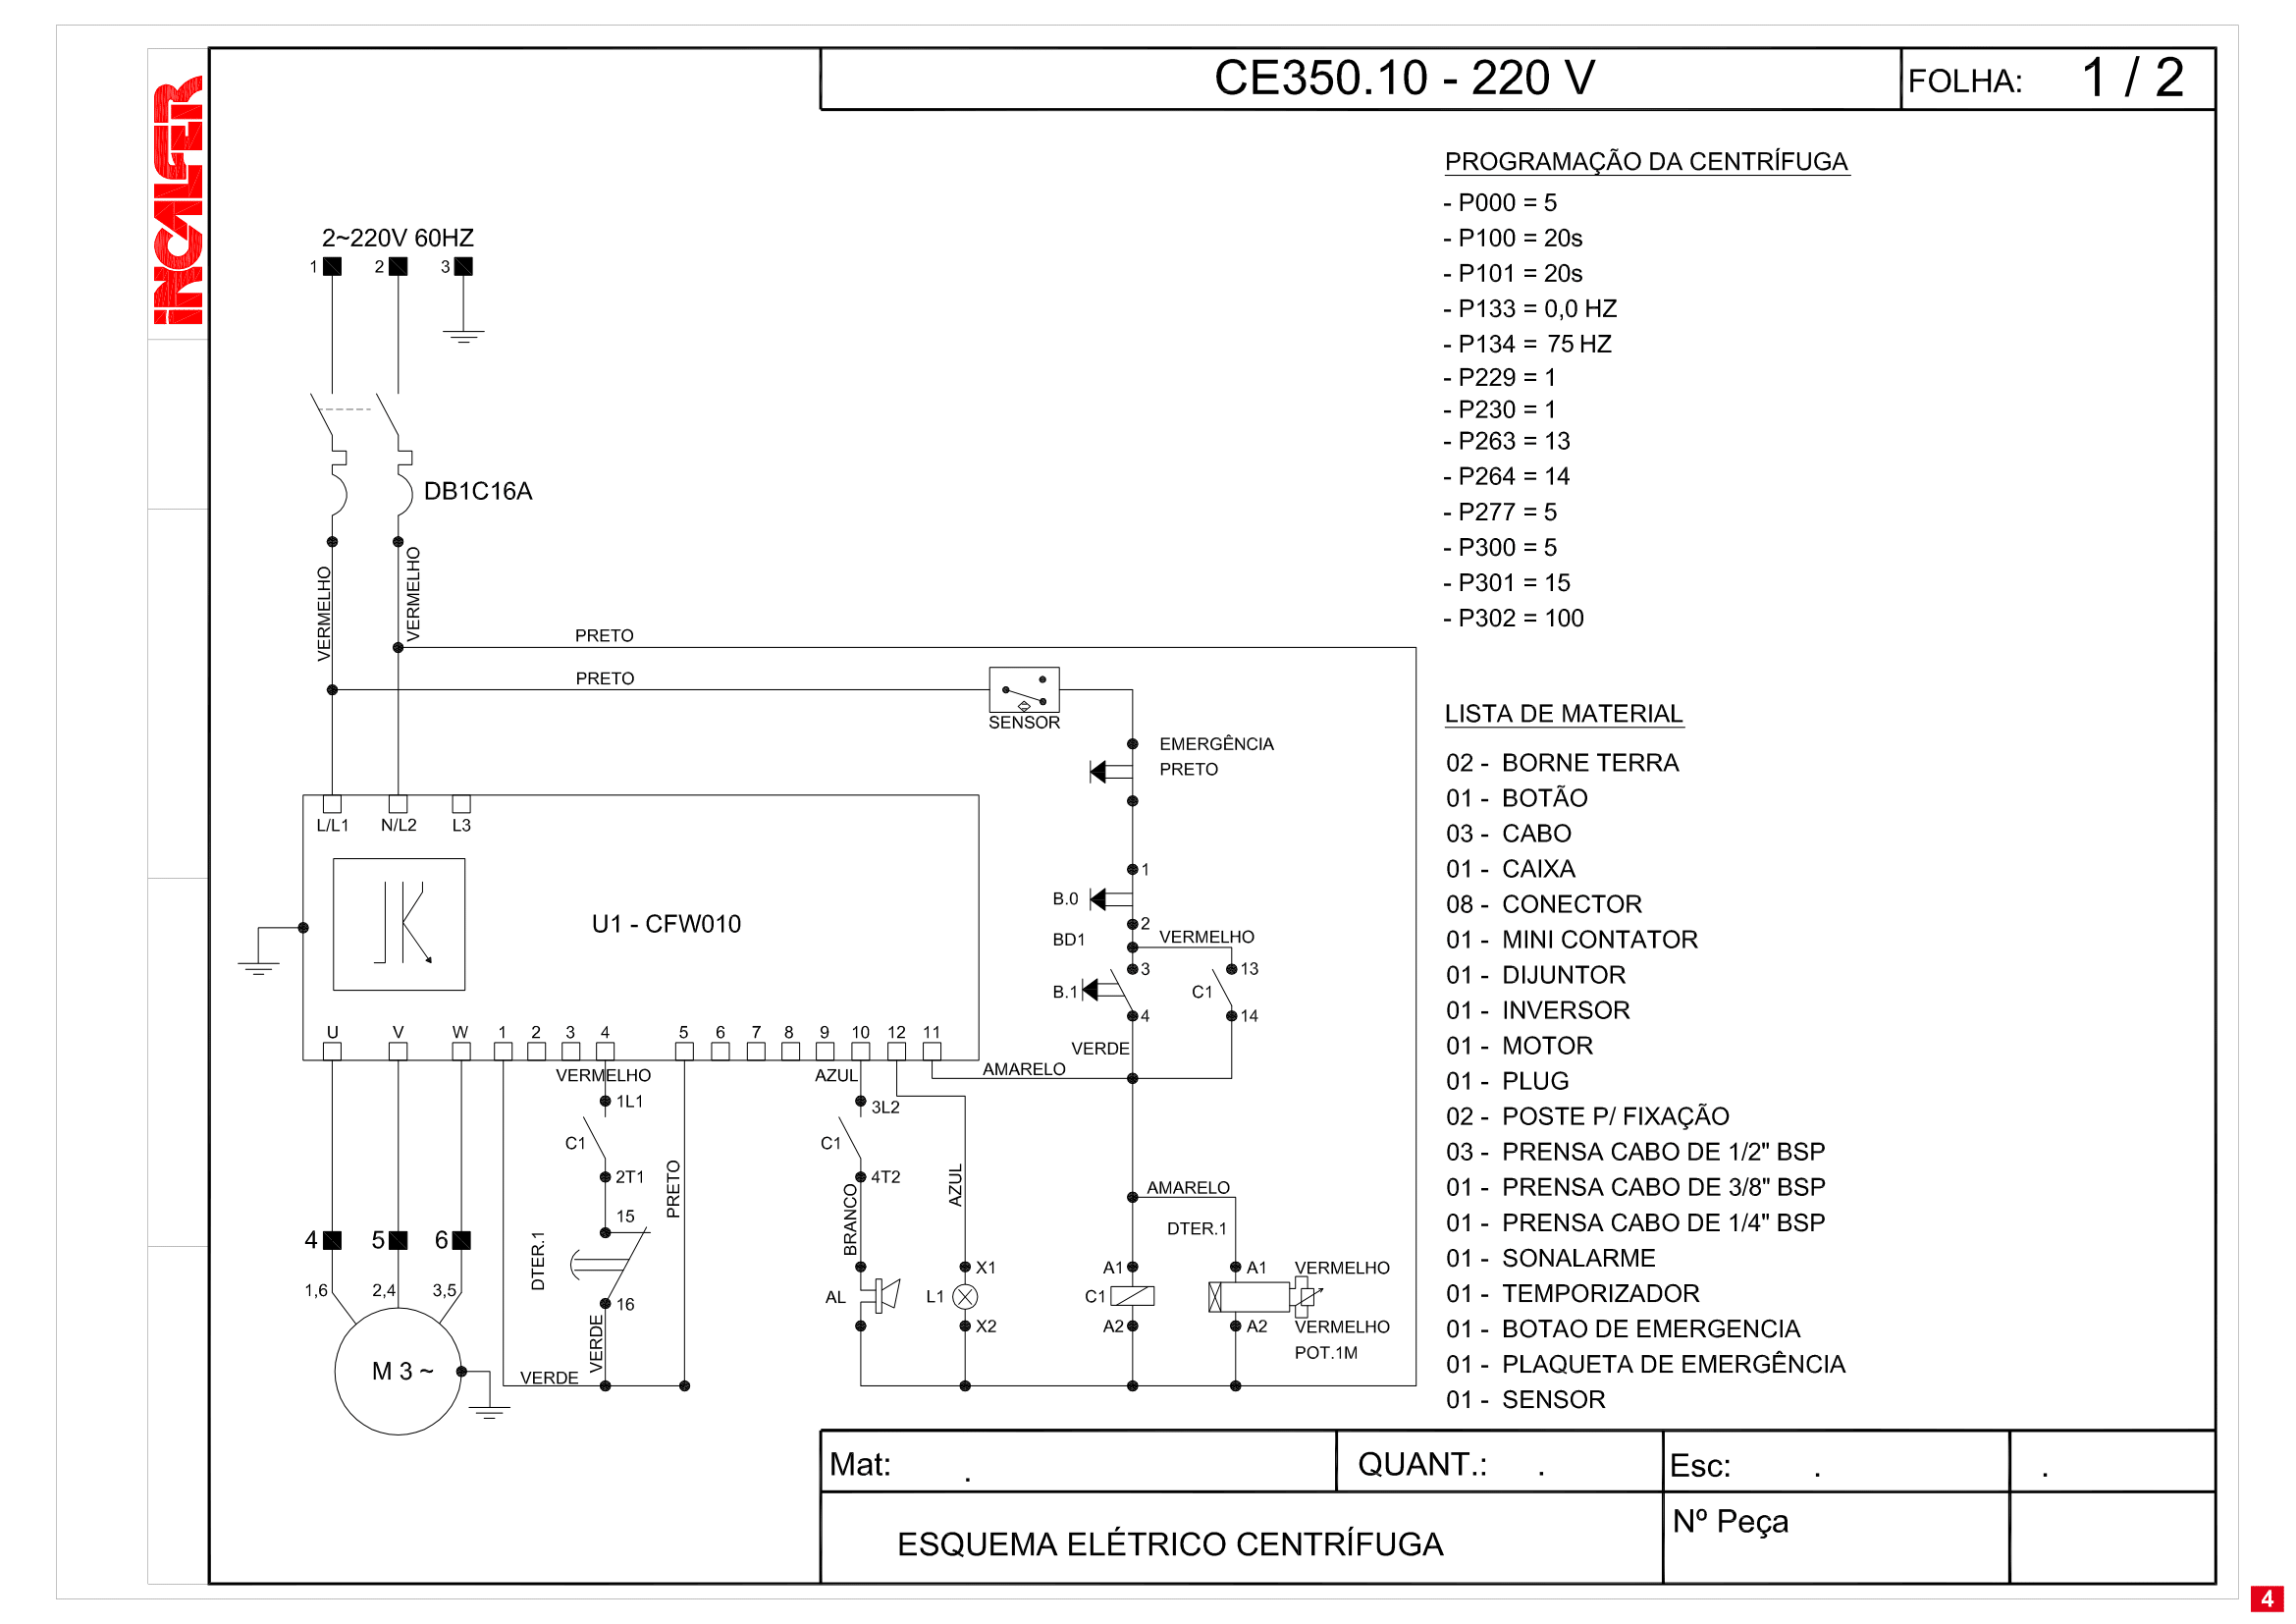 INCALFER
CE350.10 - 220 V
FOLHA: 1 / 2
PROGRAMAÇÃO DA CENTRÍFUGA
- P000 = 5
- P100 = 20s
- P101 = 20s
- P133 = 0,0 HZ
- P134 = 75 HZ
- P229 = 1
- P230 = 1
- P263 = 13
- P264 = 14
- P277 = 5
- P300 = 5
- P301 = 15
- P302 = 100
LISTA DE MATERIAL
02 - BORNE TERRA
01 - BOTÃO
03 - CABO
01 - CAIXA
08 - CONECTOR
01 - MINI CONTATOR
01 - DIJUNTOR
01 - INVERSOR
01 - MOTOR
01 - PLUG
02 - POSTE P/ FIXAÇÃO
03 - PRENSA CABO DE 1/2" BSP
01 - PRENSA CABO DE 3/8" BSP
01 - PRENSA CABO DE 1/4" BSP
01 - SONALARME
01 - TEMPORIZADOR
01 - BOTAO DE EMERGENCIA
01 - PLAQUETA DE EMERGÊNCIA
01 - SENSOR
2~220V 60HZ
1 2 3
DB1C16A
VERMELHO
VERMELHO
PRETO
PRETO
SENSOR
EMERGÊNCIA
PRETO
L/L1 N/L2 L3
U1 - CFW010
1
B.0
2
BD1
VERMELHO
3
13
B.1
C1
4
14
U V W 1 2 3 4 5 6 7 8 9 10 12 11
VERDE
VERMELHO
AZUL
AMARELO
1L1
3L2
C1
C1
2T1
4T2
PRETO
BRANCO
AZUL
AMARELO
15
DTER.1
DTER.1
4 5 6
1,6 2,4 3,5
16
VERDE
AL
X1
L1
X2
A1
C1
A2
A1
VERMELHO
A2
VERMELHO
POT.1M
M 3 ~
VERDE
Mat: .
QUANT.: .
Esc: .
.
ESQUEMA ELÉTRICO CENTRÍFUGA
Nº Peça
4